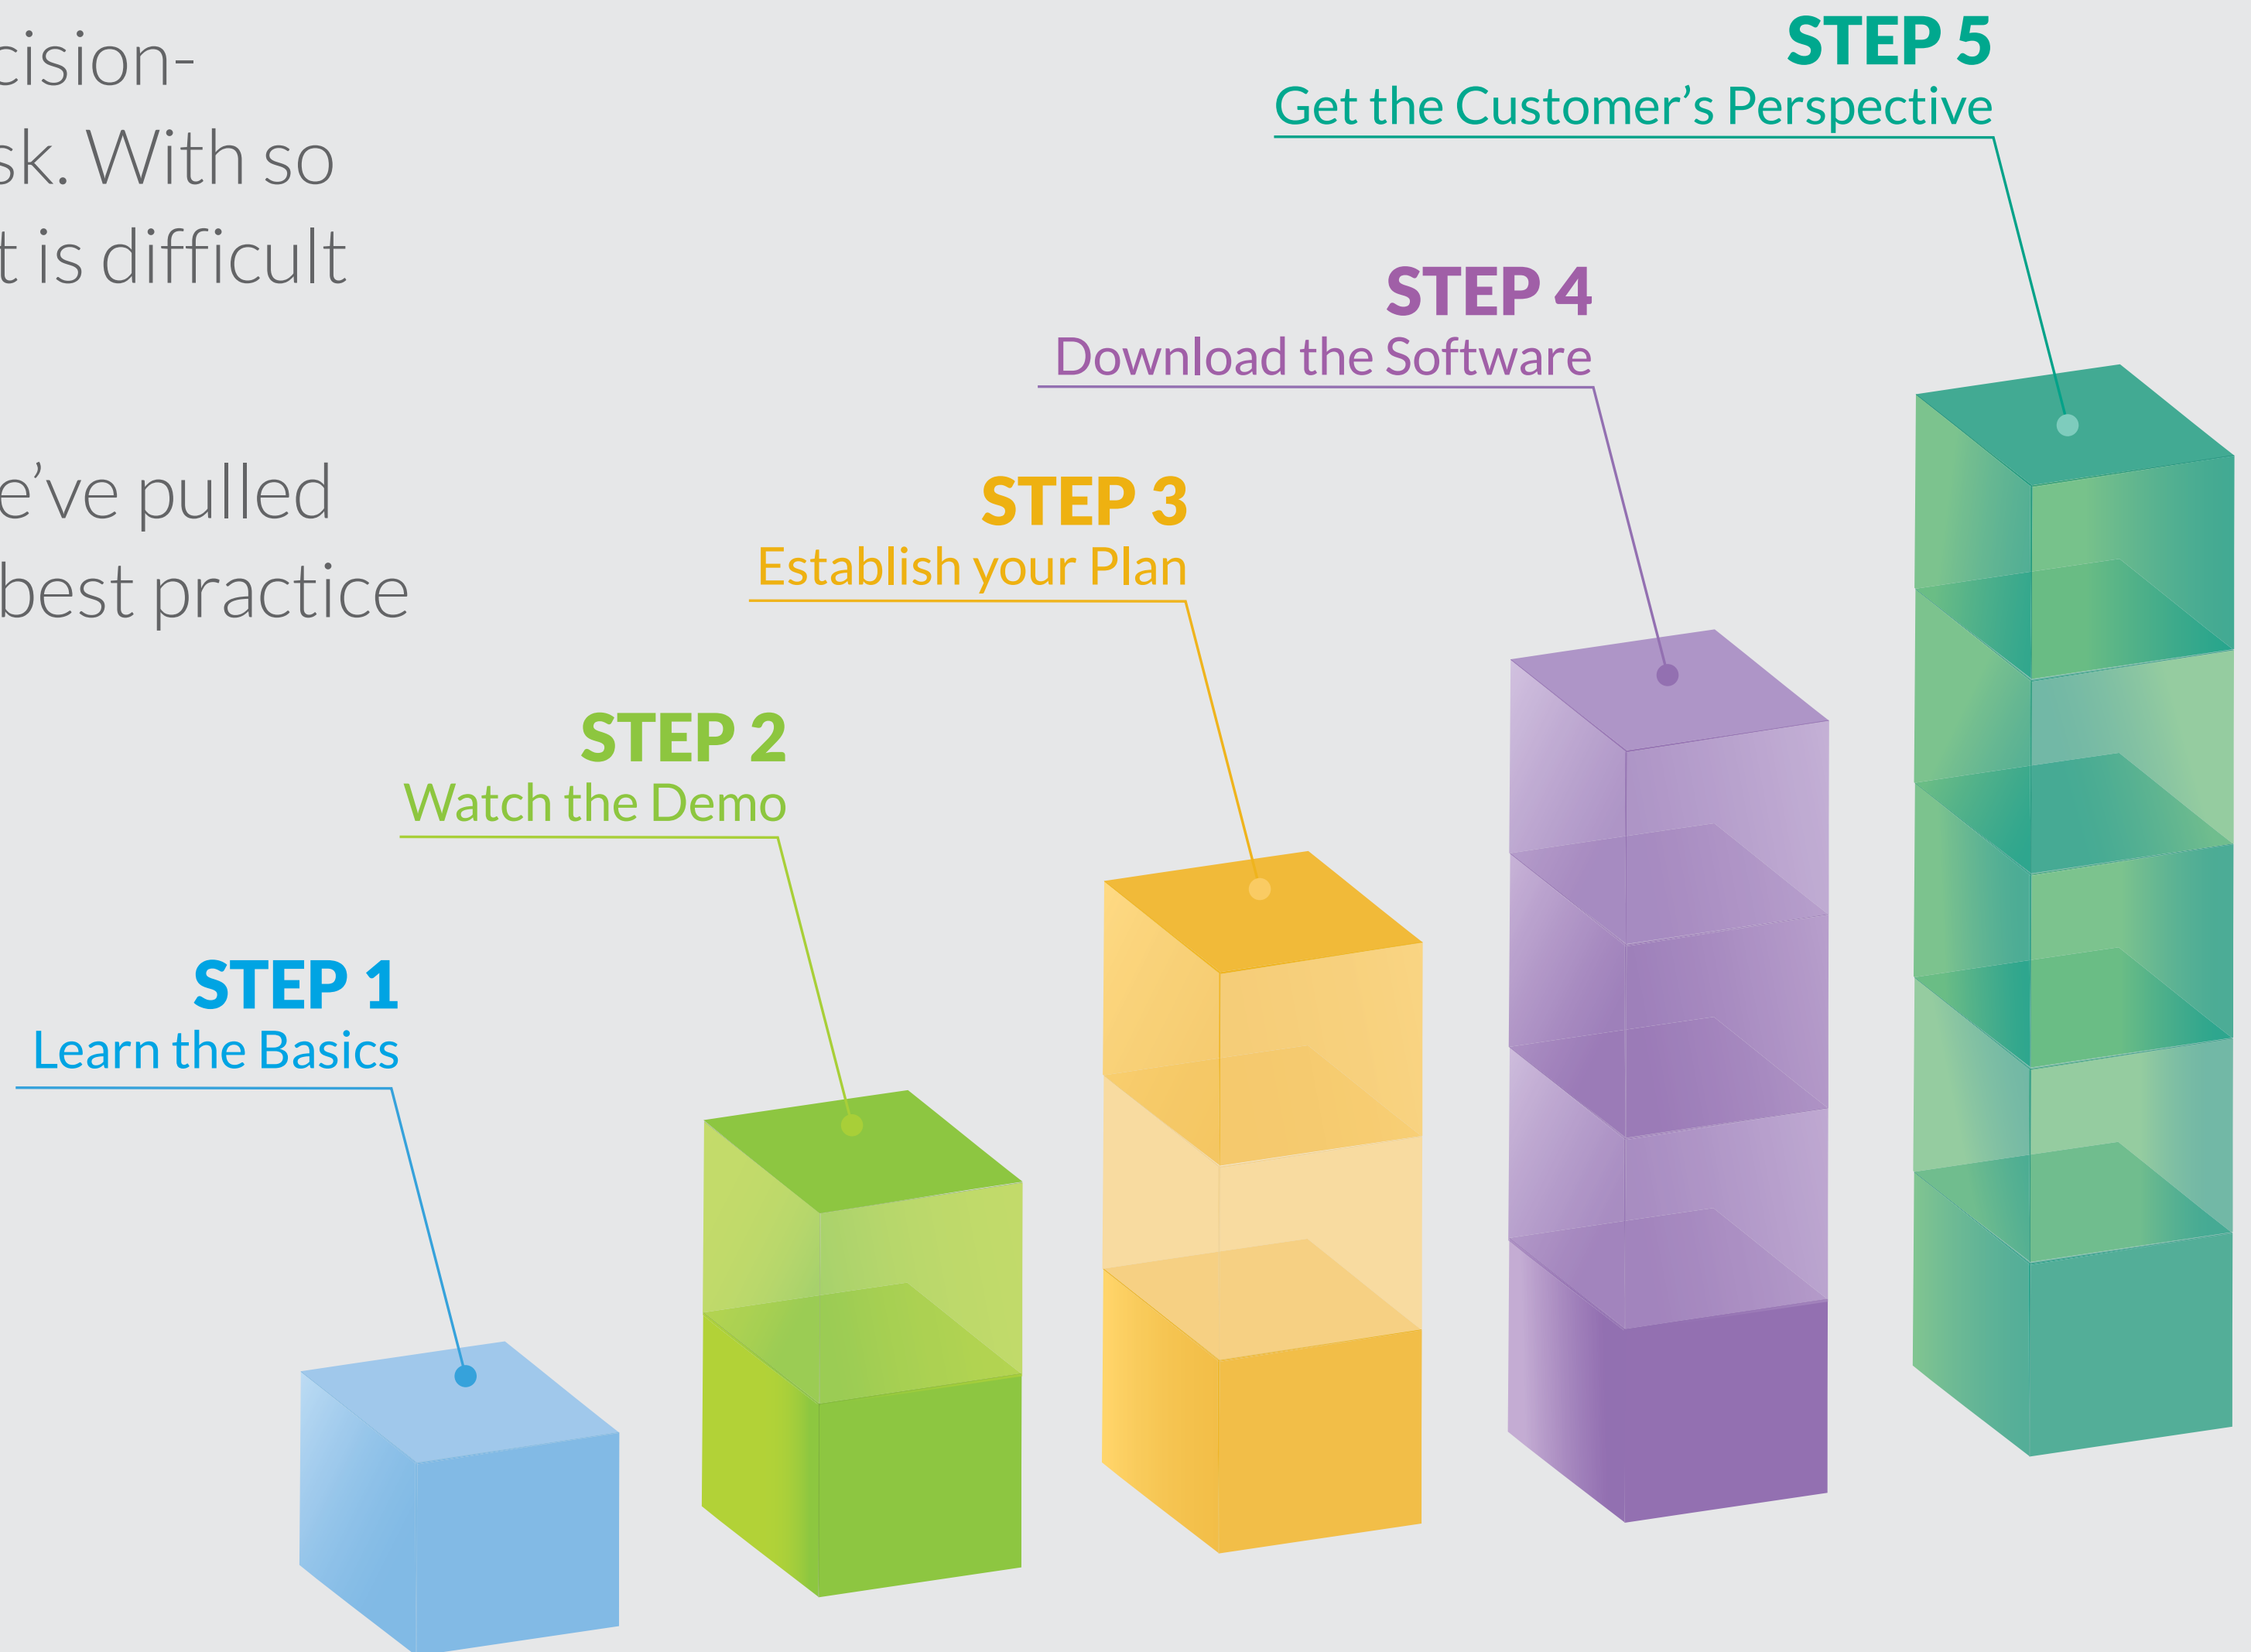 cision-
sk. With so
t is difficult
e’ve pulled
best practice
STEP 5
Get the Customer’s Perspective
STEP 4
Download the Software
STEP 3
Establish your Plan
STEP 2
Watch the Demo
STEP 1
Learn the Basics